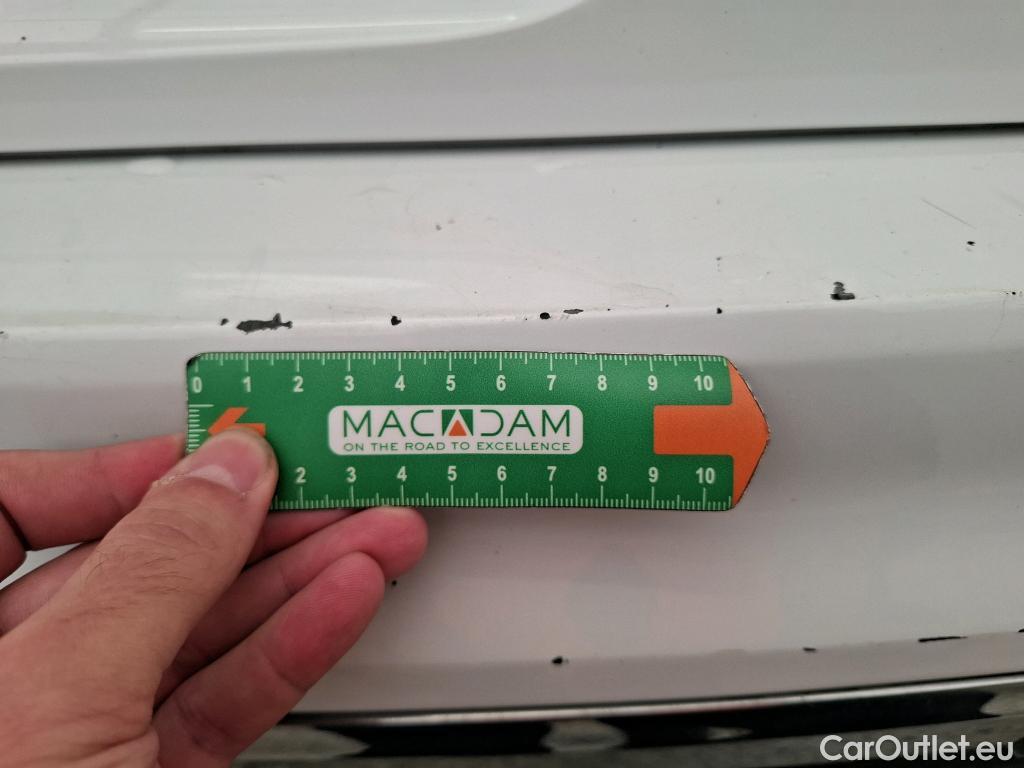 0 1 2 3 4 5 6 7 8 9 10
MACADAM
ON THE ROAD TO EXCELLENCE
2 3 4 5 6 7 8 9 10
CarOutlet.eu